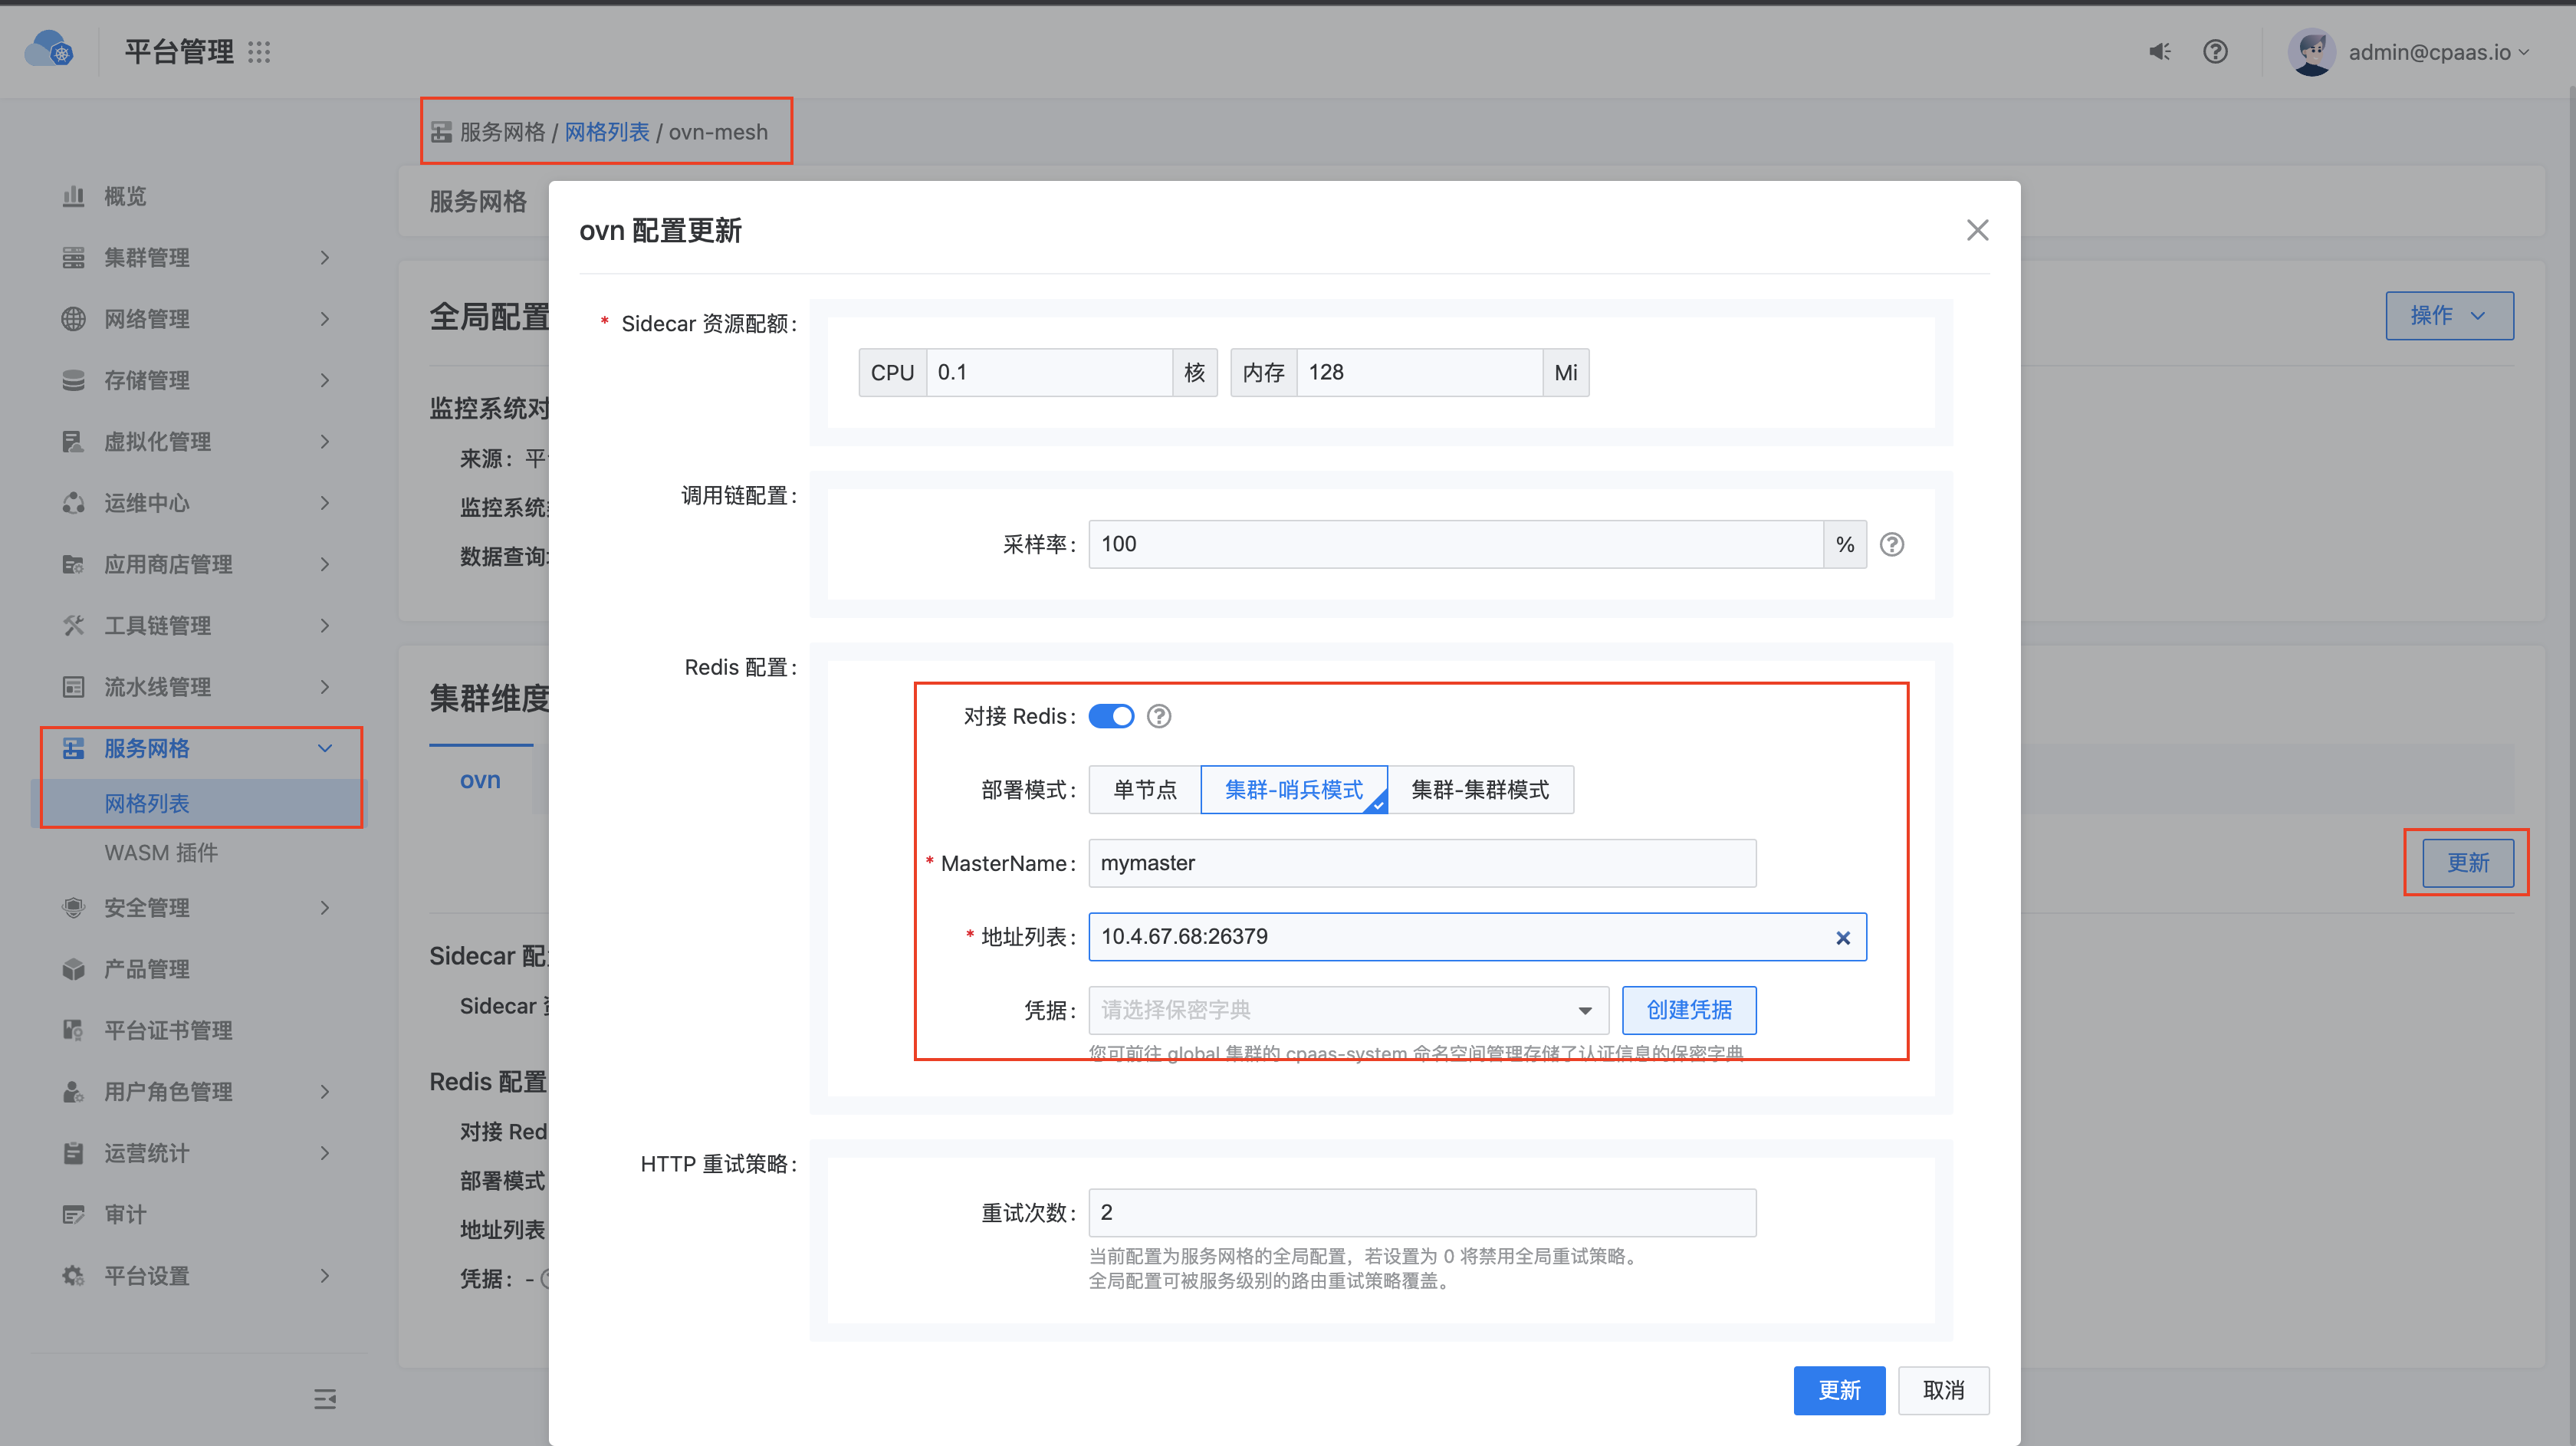 平台管理
admin@cpaas.io
服务网格 / 网格列表 / ovn-mesh
概览
集群管理
网络管理
存储管理
虚拟化管理
运维中心
应用商店管理
工具链管理
流水线管理
服务网格
网格列表
WASM 插件
安全管理
产品管理
平台证书管理
用户角色管理
运营统计
审计
平台设置
服务网格
全局配置
操作
监控系统对
来源：平
监控系统
数据查询
集群维度
ovn
更新
Sidecar 配
Sidecar
Redis 配置
对接 Red
部署模式
地址列表
凭据： -
ovn 配置更新
* Sidecar 资源配额：
CPU 0.1 核 内存 128 Mi
调用链配置：
采样率： 100 %
Redis 配置：
对接 Redis：
部署模式： 单节点 集群-哨兵模式 集群-集群模式
* MasterName： mymaster
* 地址列表： 10.4.67.68:26379
凭据： 请选择保密字典 创建凭据
您可前往 global 集群的 cpaas-system 命名空间管理存储了认证信息的保密字典
HTTP 重试策略：
重试次数： 2
当前配置为服务网格的全局配置，若设置为 0 将禁用全局重试策略。
全局配置可被服务级别的路由重试策略覆盖。
更新 取消